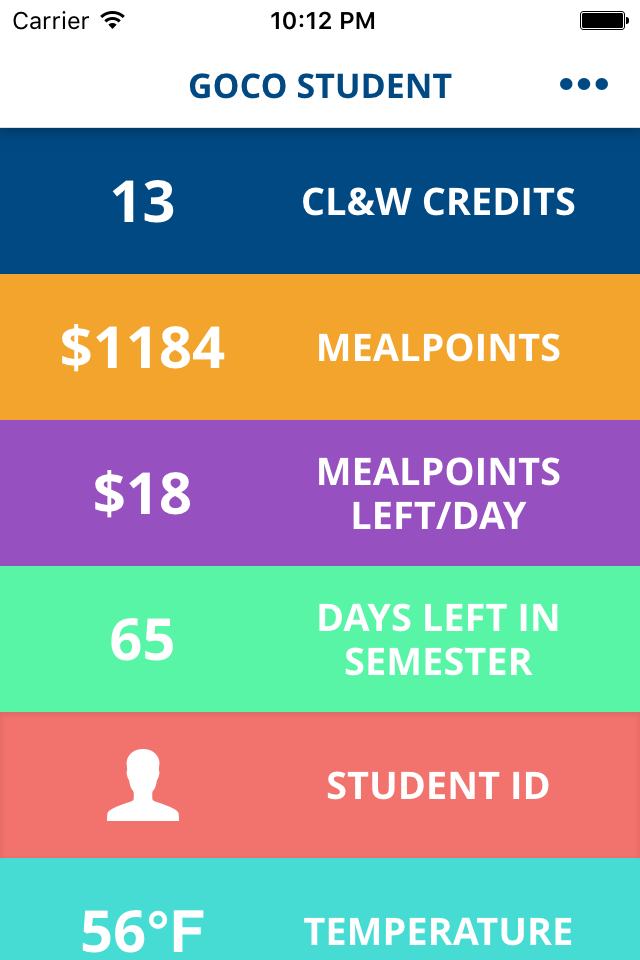 Carrier 10:12 PM
GOCO STUDENT
13 CL&W CREDITS
$1184 MEALPOINTS
$18 MEALPOINTS
LEFT/DAY
65 DAYS LEFT IN
SEMESTER
STUDENT ID
56°F TEMPERATURE